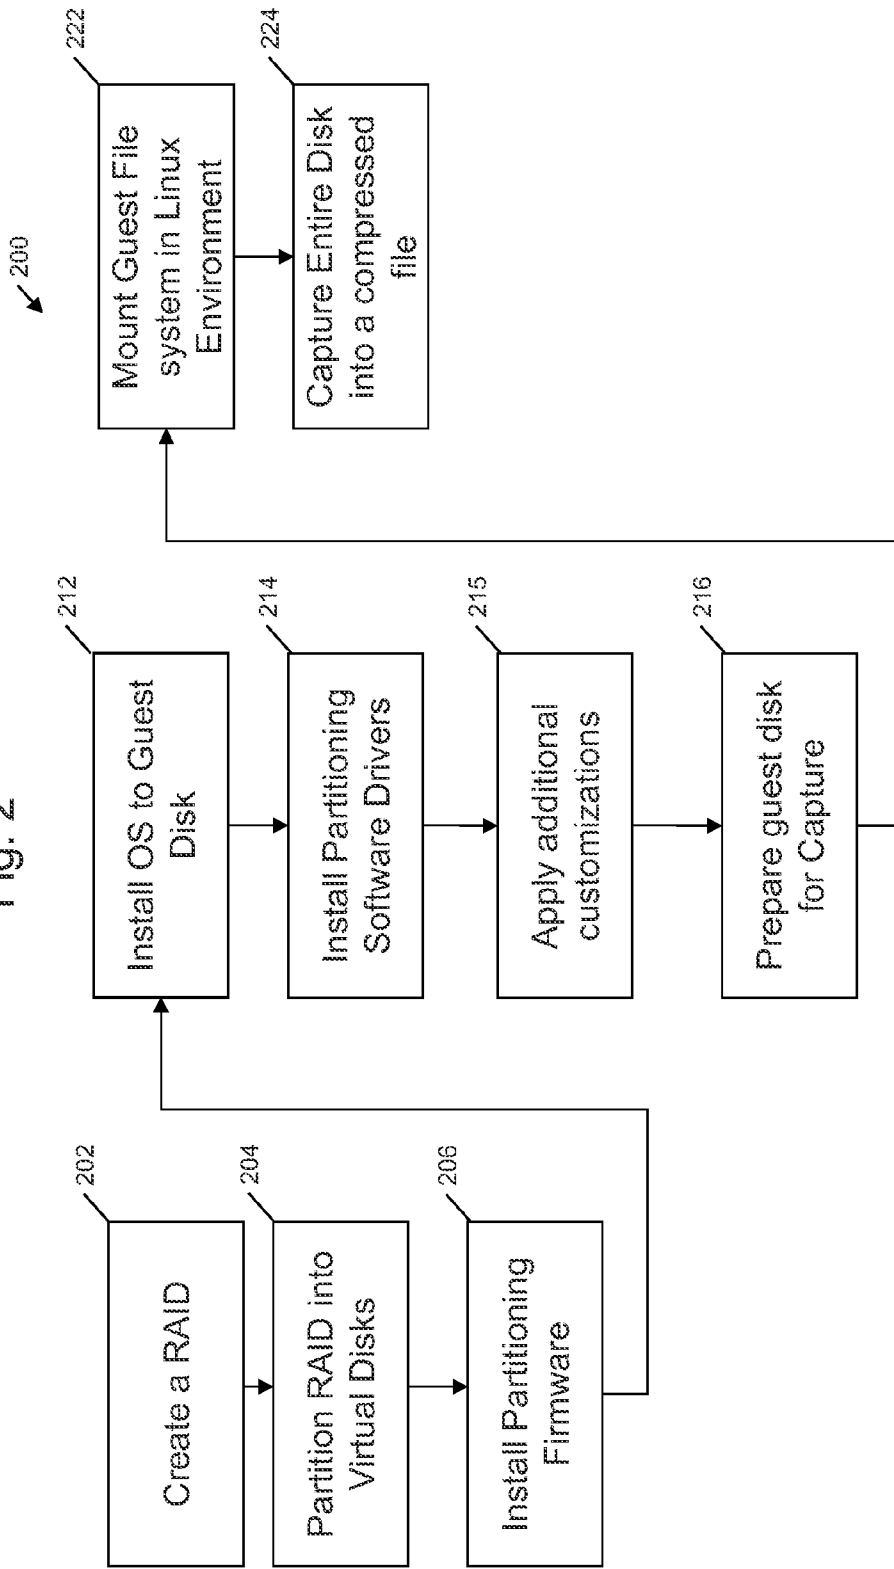 Fig. 2
200
202
Create a RAID
204
Partition RAID into
Virtual Disks
206
Install Partitioning
Firmware
212
Install OS to Guest
Disk
214
Install Partitioning
Software Drivers
215
Apply additional
customizations
216
Prepare guest disk
for Capture
222
Mount Guest File
system in Linux
Environment
224
Capture Entire Disk
into a compressed
file